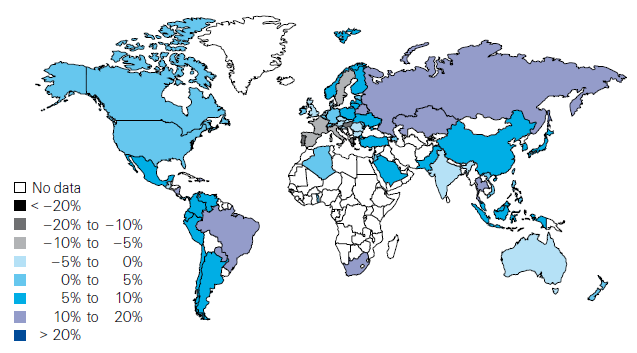 No data
< −20%
−20% to −10%
−10% to −5%
−5% to 0%
0% to 5%
5% to 10%
10% to 20%
> 20%